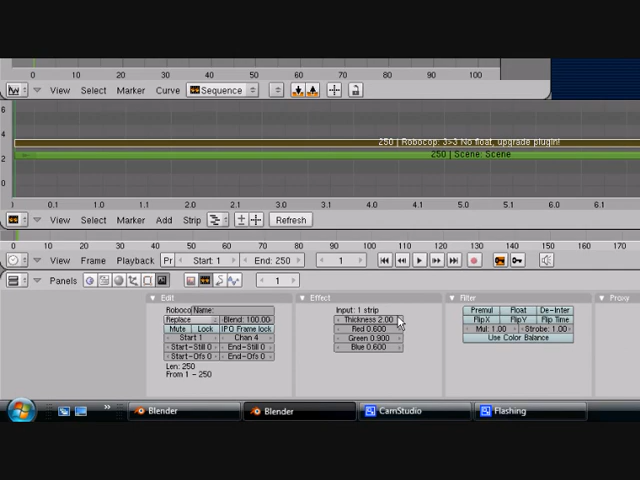 0 10 20 30 40 50 60 70 80 90 100
View Select Marker Curve Sequence
6
4
250 | Robocop: 3>3 No float, upgrade plugin!
2
250 | Scene: Scene
0
0.1 1.0 1.1 2.0 2.1 3.0 3.1 4.0 4.1 5.0 5.1 6.0 6.1
View Select Marker Add Strip Refresh
0 10 20 30 40 50 60 70 80 90 100 110 120 130 140
View Frame Playback Pr Start: 1 End: 250 1
Panels 1
Edit Effect Filter Proxy
Roboco Name: Input: 1 strip Premul Float De-Inter
Replace Blend: 100.00 Thickness 2.00 FlipX FlipY Flip Time
Mute Lock IPO Frame lock Red 0.600 Mul: 1.00 Strobe: 1.00
Start 1 Chan 4 Green 0.900 Use Color Balance
Start-Still 0 End-Still 0 Blue 0.600
Start-Ofs 0 End-Ofs 0
Len: 250
From 1 - 250
» Blender Blender CamStudio Flashing